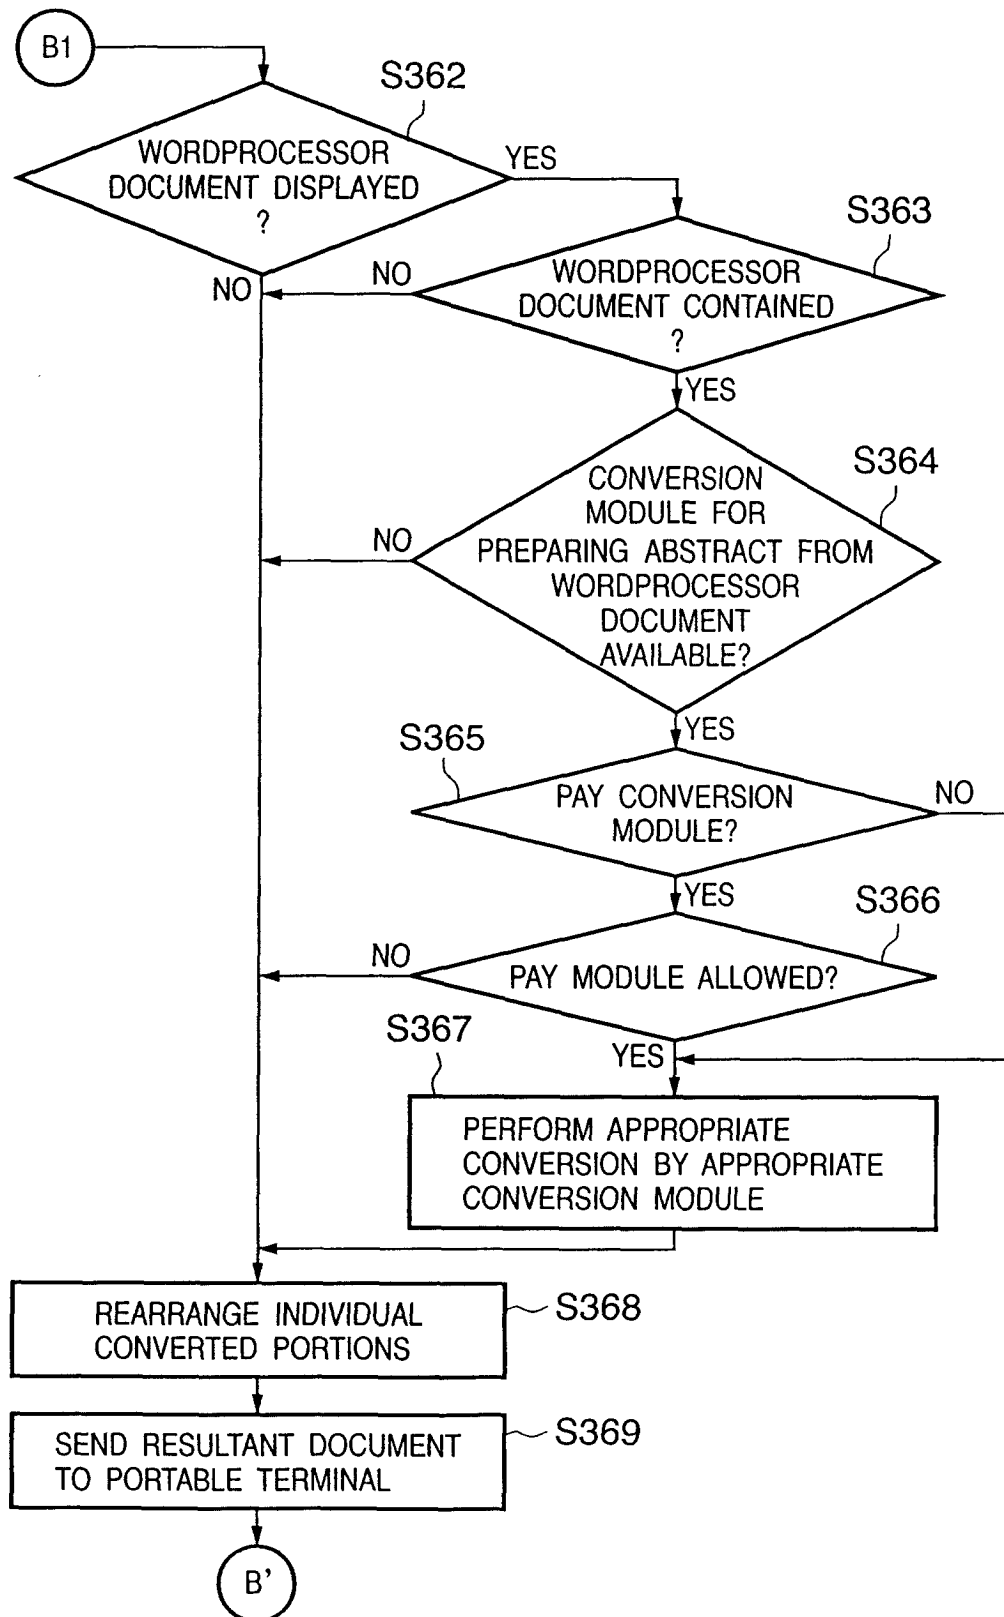 B1
S362
WORDPROCESSOR
DOCUMENT DISPLAYED
?
YES
NO
S363
WORDPROCESSOR
DOCUMENT CONTAINED
?
NO
YES
S364
CONVERSION
MODULE FOR
PREPARING ABSTRACT FROM
WORDPROCESSOR
DOCUMENT
AVAILABLE?
NO
YES
S365
PAY CONVERSION
MODULE?
NO
YES
S366
PAY MODULE ALLOWED?
NO
YES
S367
PERFORM APPROPRIATE
CONVERSION BY APPROPRIATE
CONVERSION MODULE
REARRANGE INDIVIDUAL
CONVERTED PORTIONS
S368
SEND RESULTANT DOCUMENT
TO PORTABLE TERMINAL
S369
B'